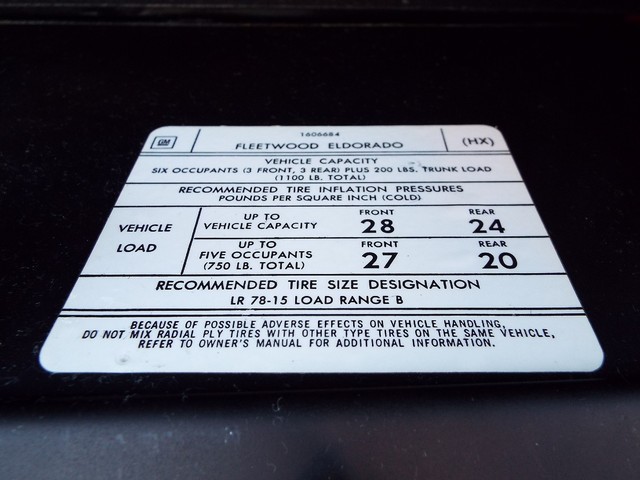 1606684
GM
FLEETWOOD ELDORADO
(HX)
VEHICLE CAPACITY
SIX OCCUPANTS (3 FRONT, 3 REAR) PLUS 200 LBS. TRUNK LOAD
(1100 LB. TOTAL)
RECOMMENDED TIRE INFLATION PRESSURES
POUNDS PER SQUARE INCH (COLD)
VEHICLE
LOAD
UP TO
VEHICLE CAPACITY
FRONT
28
REAR
24
UP TO
FIVE OCCUPANTS
(750 LB. TOTAL)
FRONT
27
REAR
20
RECOMMENDED TIRE SIZE DESIGNATION
LR 78-15 LOAD RANGE B
BECAUSE OF POSSIBLE ADVERSE EFFECTS ON VEHICLE HANDLING,
DO NOT MIX RADIAL PLY TIRES WITH OTHER TYPE TIRES ON THE SAME VEHICLE,
REFER TO OWNER'S MANUAL FOR ADDITIONAL INFORMATION.